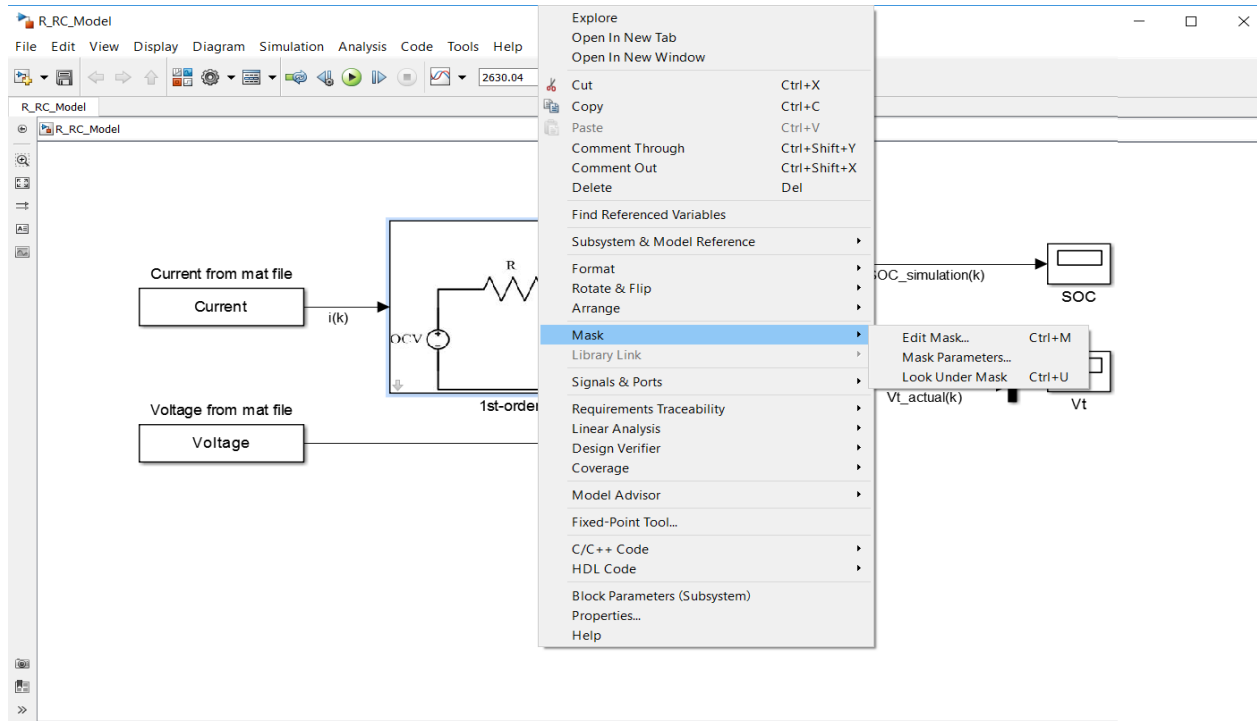 R_RC_Model
File Edit View Display Diagram Simulation Analysis Code Tools Help
2630.04
R_RC_Model
R_RC_Model
Explore
Open In New Tab
Open In New Window
Cut Ctrl+X
Copy Ctrl+C
Paste Ctrl+V
Comment Through Ctrl+Shift+Y
Comment Out Ctrl+Shift+X
Delete Del
Find Referenced Variables
Subsystem & Model Reference
Format
Rotate & Flip
Arrange
Mask
Library Link
Signals & Ports
Requirements Traceability
Linear Analysis
Design Verifier
Coverage
Model Advisor
Fixed-Point Tool...
C/C++ Code
HDL Code
Block Parameters (Subsystem)
Properties...
Help
Edit Mask... Ctrl+M
Mask Parameters...
Look Under Mask Ctrl+U
Current from mat file
Current
i(k)
R
OCV
1st-order
Voltage from mat file
Voltage
SOC_simulation(k)
SOC
Vt_actual(k)
Vt